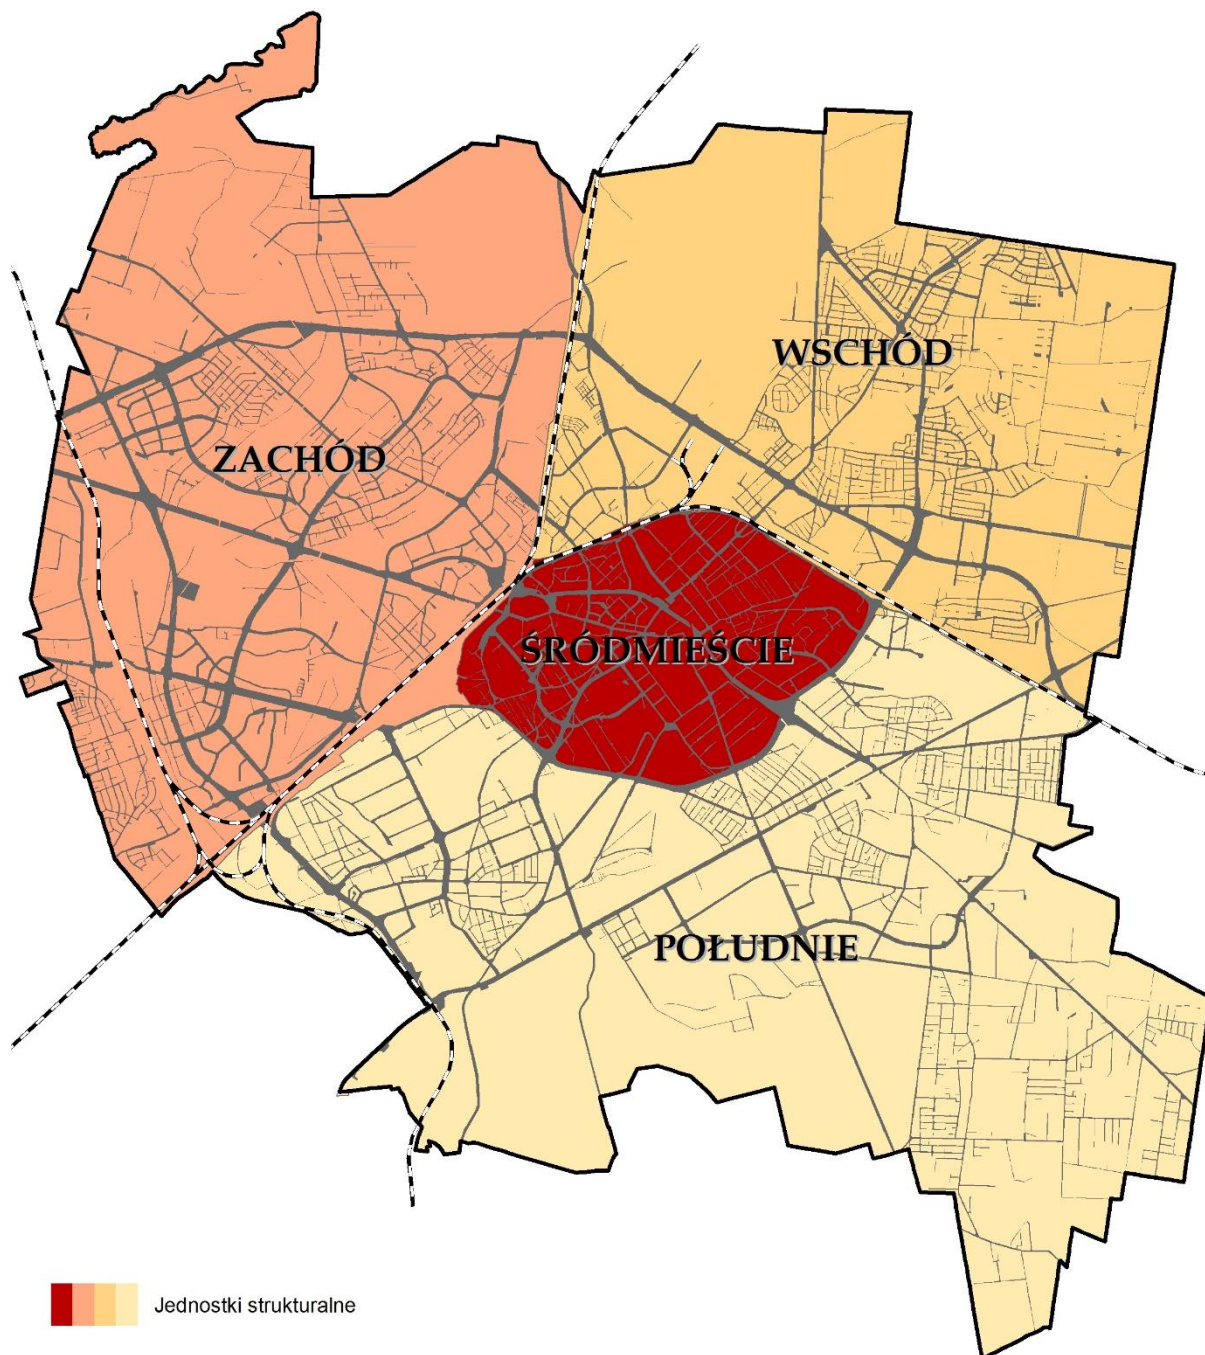 WSCHÓD
ZACHÓD
ŚRÓDMIEŚCIE
POŁUDNIE
Jednostki strukturalne